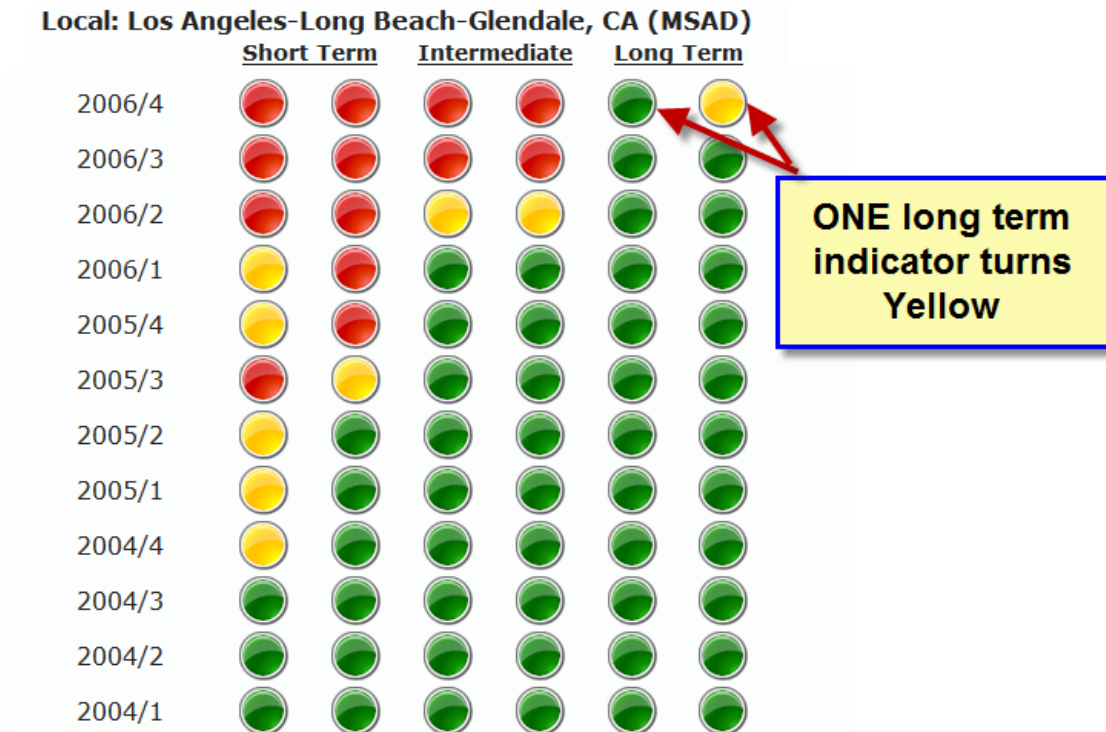 Local: Los Angeles-Long Beach-Glendale, CA (MSAD)
Short Term Intermediate Long Term
2006/4
2006/3
2006/2
2006/1
2005/4
2005/3
2005/2
2005/1
2004/4
2004/3
2004/2
2004/1
ONE long term
indicator turns
Yellow